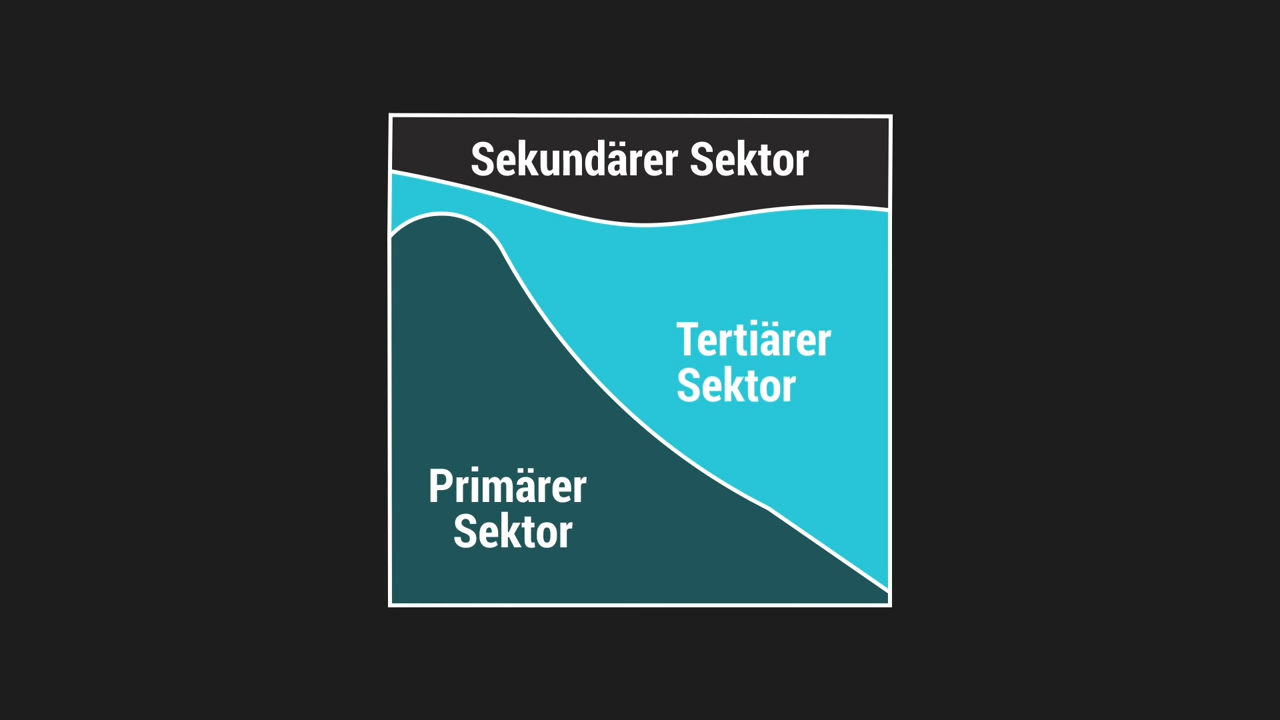 Sekundärer Sektor
Tertiärer
Sektor
Primärer
Sektor